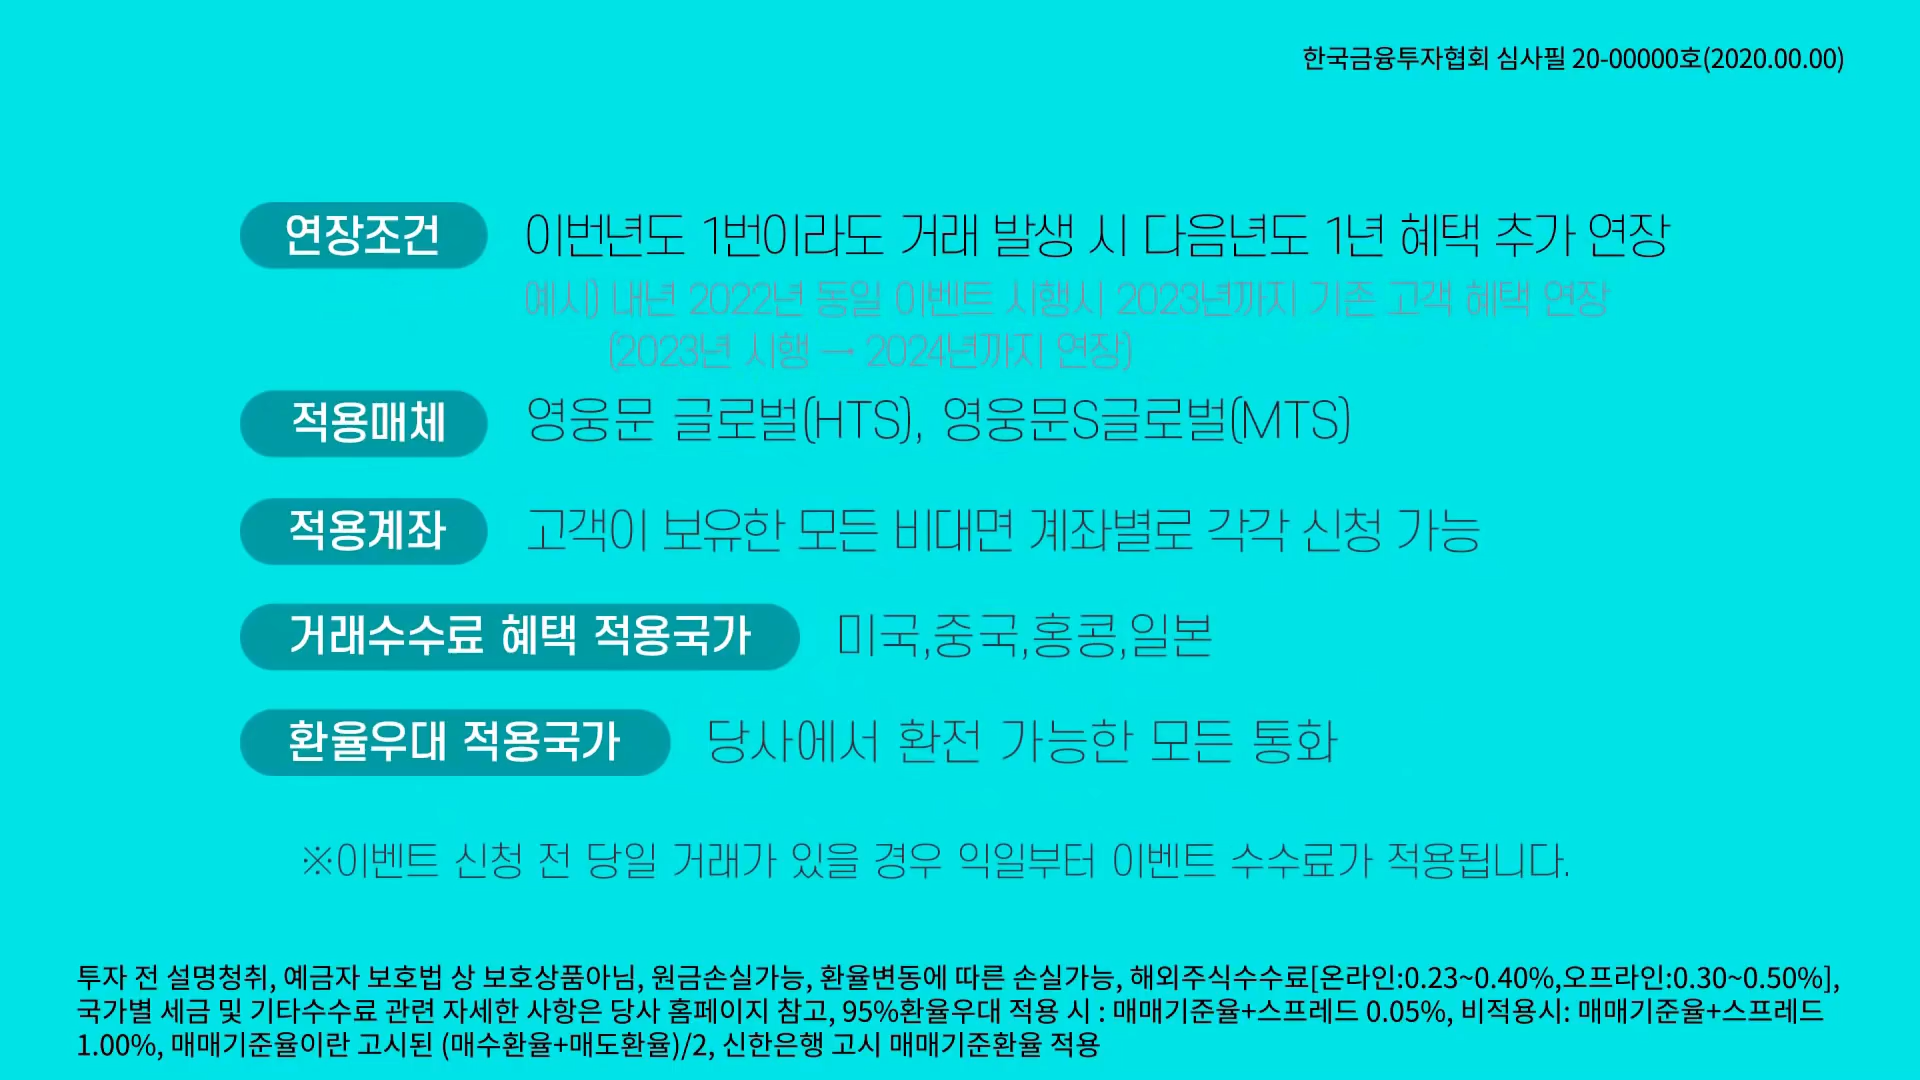 한국금융투자협회 심사필 20-00000호(2020.00.00)
연장조건 이번년도 1번이라도 거래 발생 시 다음년도 1년 혜택 추가 연장
예시) 내년 2022년 동일 이벤트 시행시 2023년까지 기존 고객 혜택 연장
(2023년 시행 → 2024년까지 연장)
적용매체 영웅문 글로벌(HTS), 영웅문S글로벌(MTS)
적용계좌 고객이 보유한 모든 비대면 계좌별로 각각 신청 가능
거래수수료 혜택 적용국가 미국,중국,홍콩,일본
환율우대 적용국가 당사에서 환전 가능한 모든 통화
※이벤트 신청 전 당일 거래가 있을 경우 익일부터 이벤트 수수료가 적용됩니다.
투자 전 설명청취, 예금자 보호법 상 보호상품아님, 원금손실가능, 환율변동에 따른 손실가능, 해외주식수수료[온라인:0.23~0.40%,오프라인:0.30~0.50%],
국가별 세금 및 기타수수료 관련 자세한 사항은 당사 홈페이지 참고, 95%환율우대 적용 시 : 매매기준율+스프레드 0.05%, 비적용시: 매매기준율+스프레드
1.00%, 매매기준율이란 고시된 (매수환율+매도환율)/2, 신한은행 고시 매매기준환율 적용